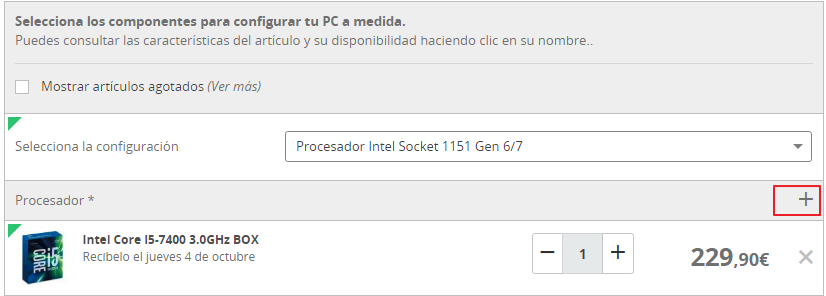 Selecciona los componentes para configurar tu PC a medida.
Puedes consultar las características del artículo y su disponibilidad haciendo clic en su nombre..
Mostrar artículos agotados (Ver más)
Selecciona la configuración
Procesador Intel Socket 1151 Gen 6/7
Procesador *
+
Intel Core I5-7400 3.0GHz BOX
Recíbelo el jueves 4 de octubre
− 1 +
229,90€
×
i5
CORE